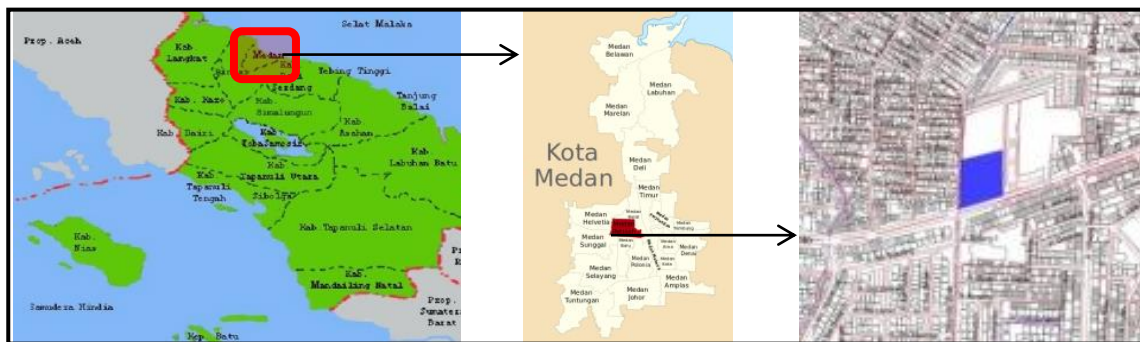 Selat Malaka
Prop. Aceh
Kab
Langkat
Medan
Tebing Tinggi
Serdang
Kab. Karo
Kab.
Simalungun
Tanjung
Balai
Kab. Dairi
Kab.
Tobasamosir
Kab.
Asahan
Kab.
Labuhan Batu
Kab.
Tapanuli Utara
Kab.
Tapanuli
Tengah
Sibolga
Kab. Tapanuli Selatan
Kab.
Nias
Kab.
Mandailing Natal
Samudera Hindia
Prop.
Sumatera
Barat
Kep. Batu
Kota
Medan
Medan
Belawan
Medan
Labuhan
Medan
Marelan
Medan
Deli
Medan
Timur
Medan
Helvetia
Medan
Sunggal
Medan
Denai
Medan
Polonia
Medan
Selayang
Medan
Amplas
Medan
Johor
Medan
Tuntungan